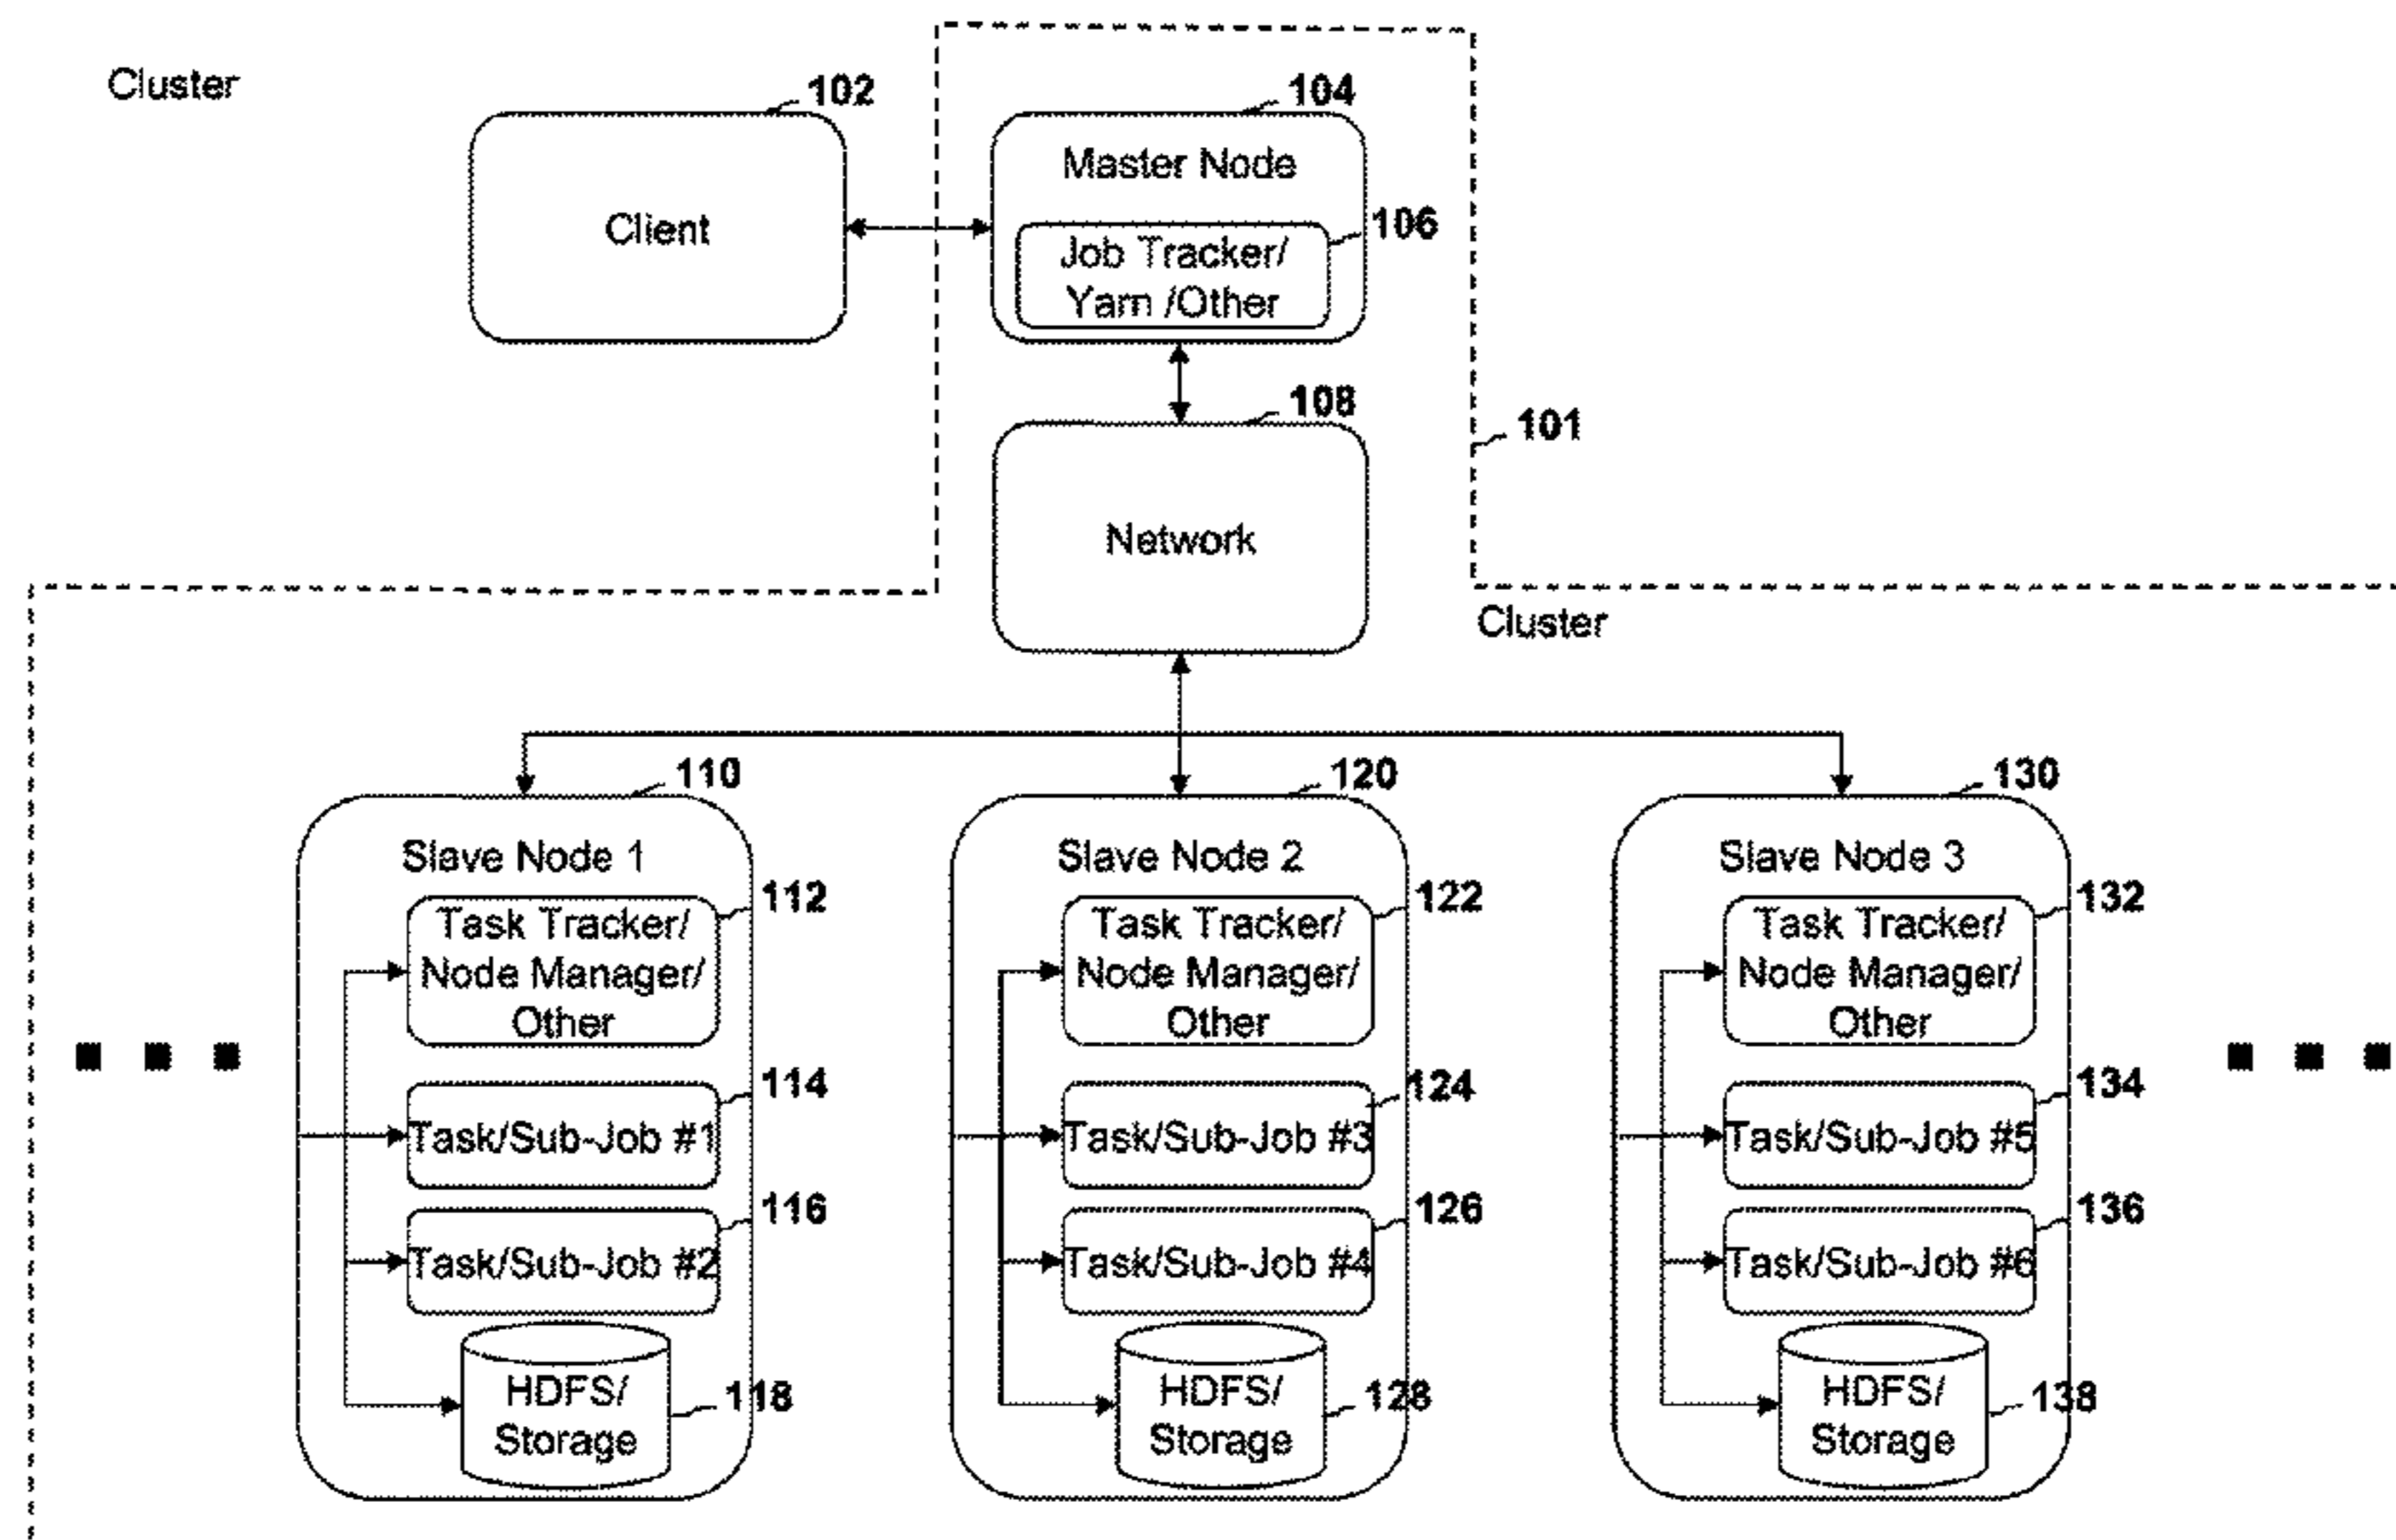 Cluster
102
104
Master Node
Client
106
Job Tracker/
Yarn /Other
108
101
Network
Cluster
110
120
130
Slave Node 1
Slave Node 2
Slave Node 3
112
122
132
Task Tracker/
Node Manager/
Other
Task Tracker/
Node Manager/
Other
Task Tracker/
Node Manager/
Other
114
124
134
Task/Sub-Job #1
Task/Sub-Job #3
Task/Sub-Job #5
116
126
136
Task/Sub-Job #2
Task/Sub-Job #4
Task/Sub-Job #6
HDFS/
Storage
118
HDFS/
Storage
128
HDFS/
Storage
138